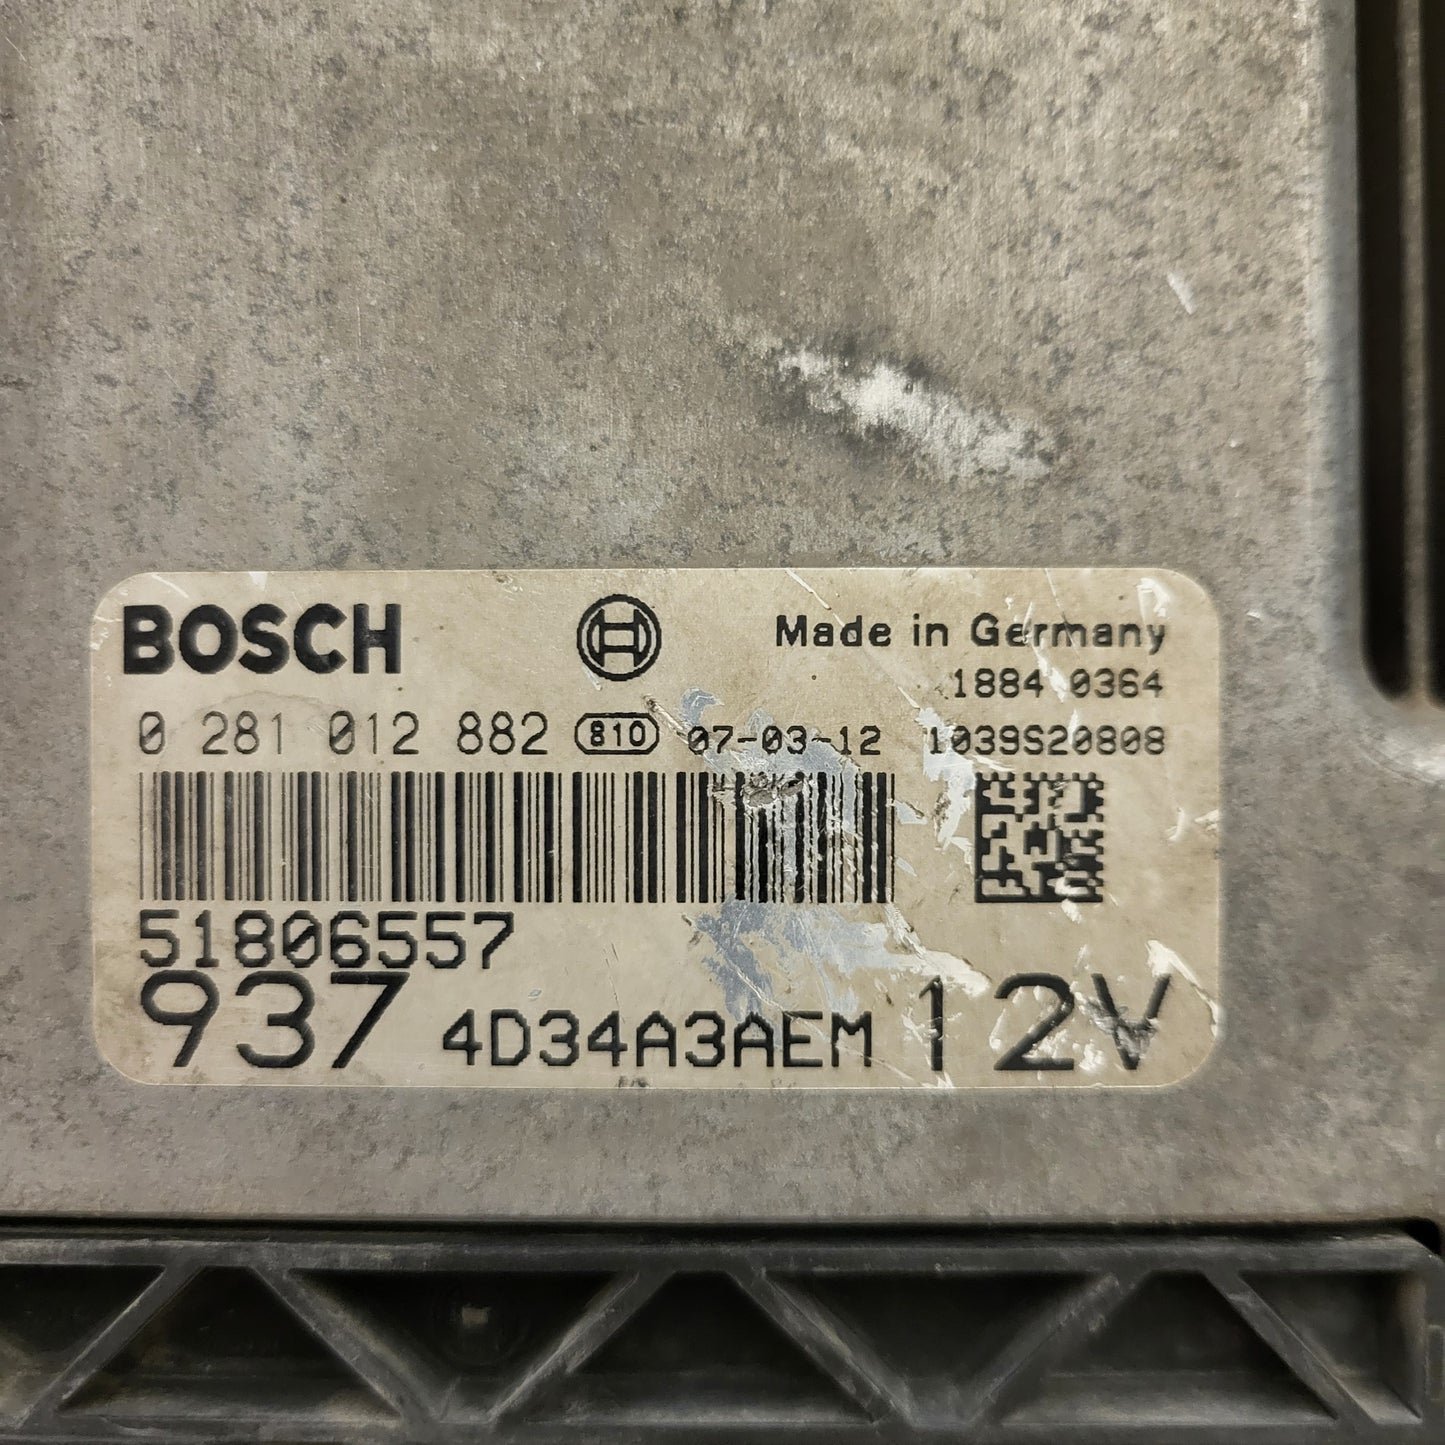 BOSCH Made in Germany
1884 0364
0 281 012 882 810 07-03-12 1039S20808
51806557
937 4D34A3AEM 12V